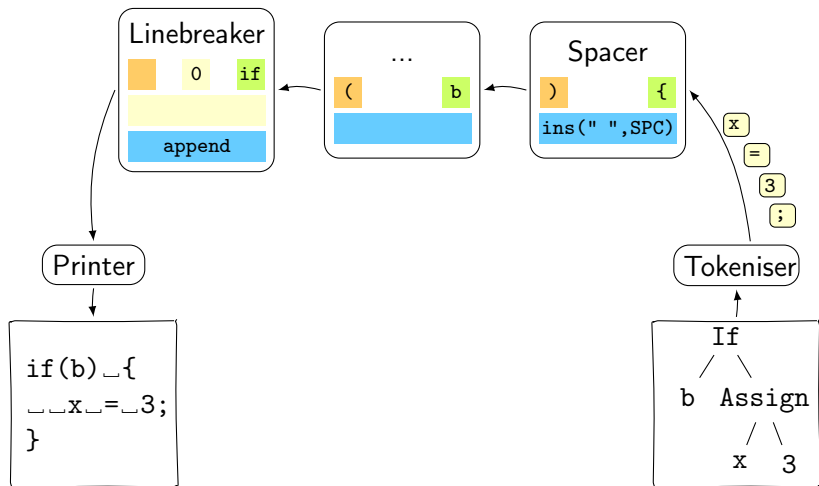 Linebreaker
0 if
append
...
( b
Spacer
) {
ins(" ",SPC)
x
=
3
;
Printer
Tokeniser
if(b)␣{
␣␣x␣=␣3;
}
If
b Assign
x 3